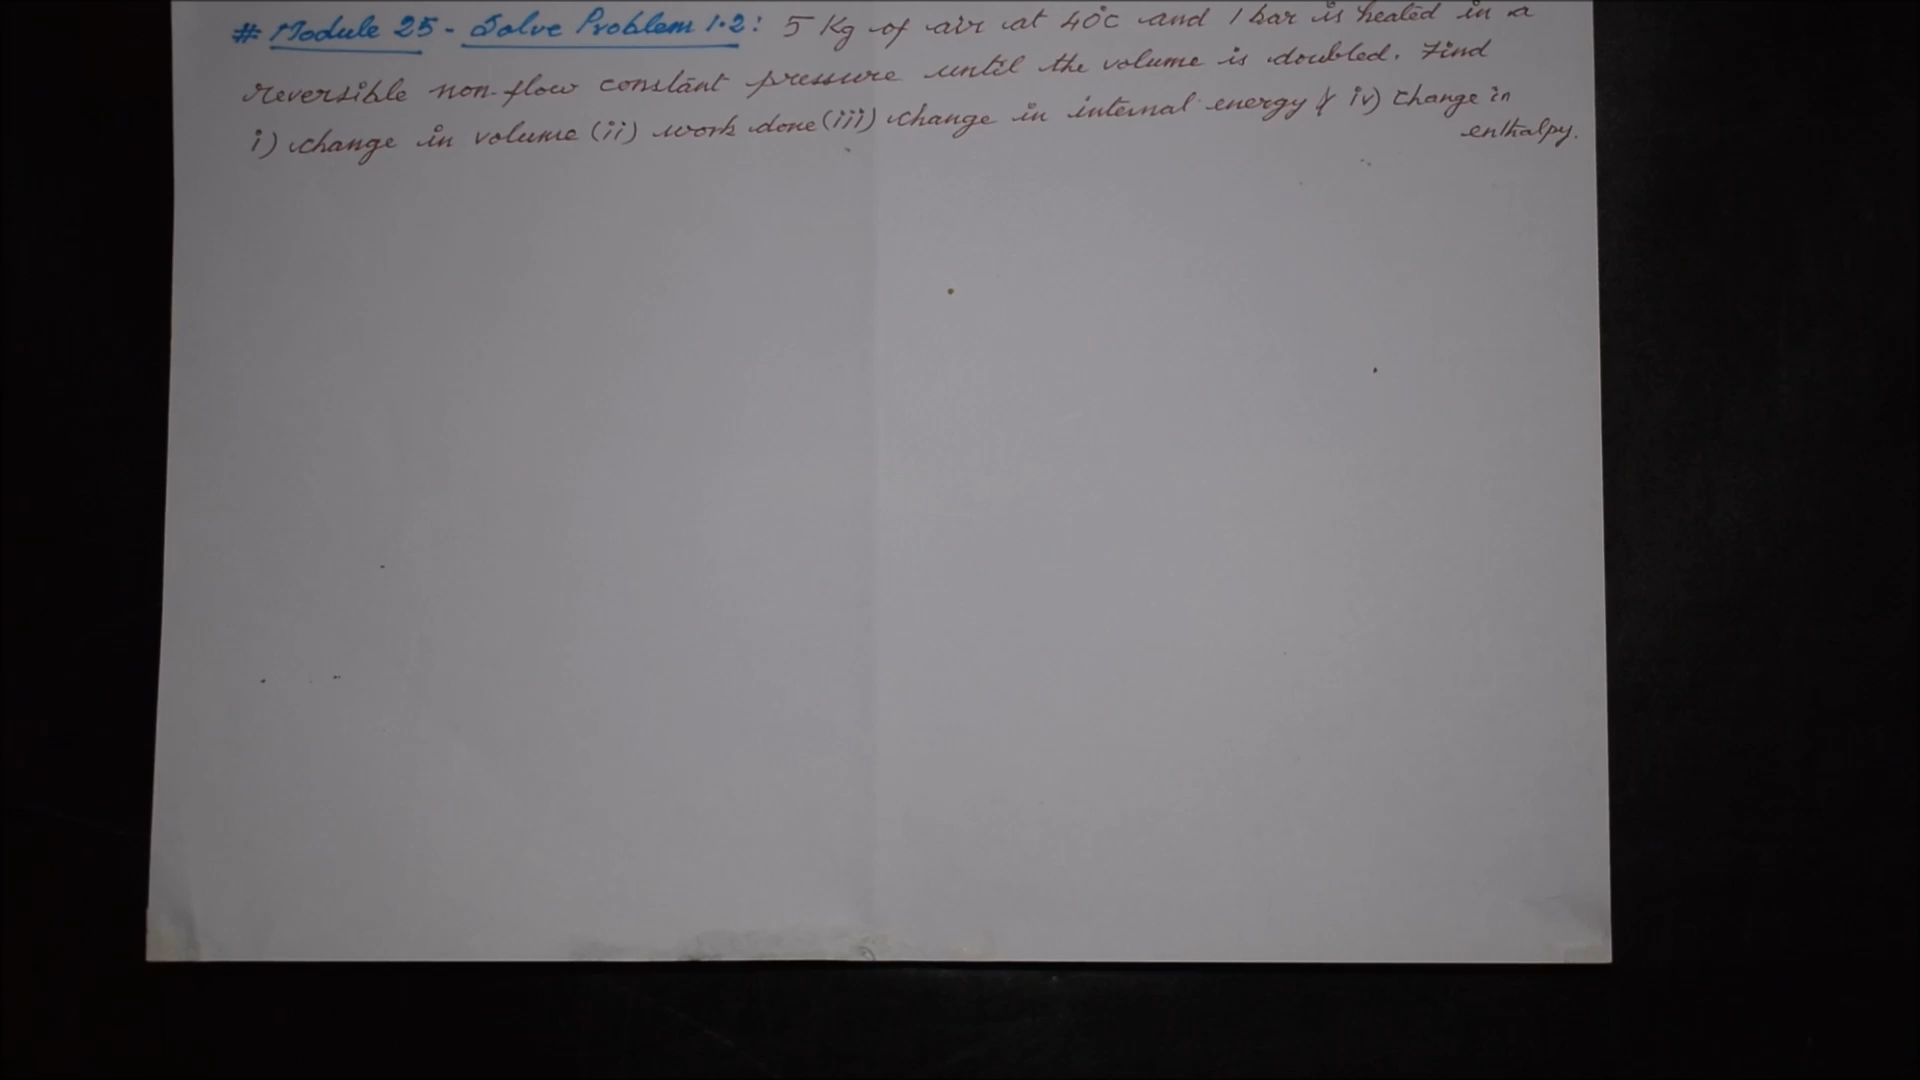 # Module 25 - Solve Problem 1.2: 5 Kg of air at 40°C and 1 bar is heated in a
reversible non-flow constant pressure until the volume is doubled. Find
i) change in volume (ii) work done (iii) change in internal energy & iv) change in
enthalpy.